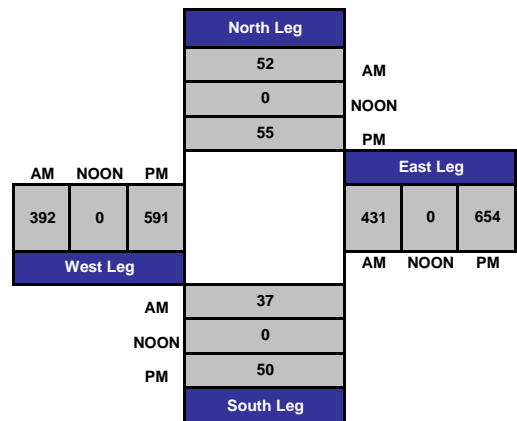 North Leg
52 AM
0 NOON
55 PM
AM NOON PM
East Leg
392 0 591
431 0 654
West Leg
AM NOON PM
AM 37
NOON 0
PM 50
South Leg